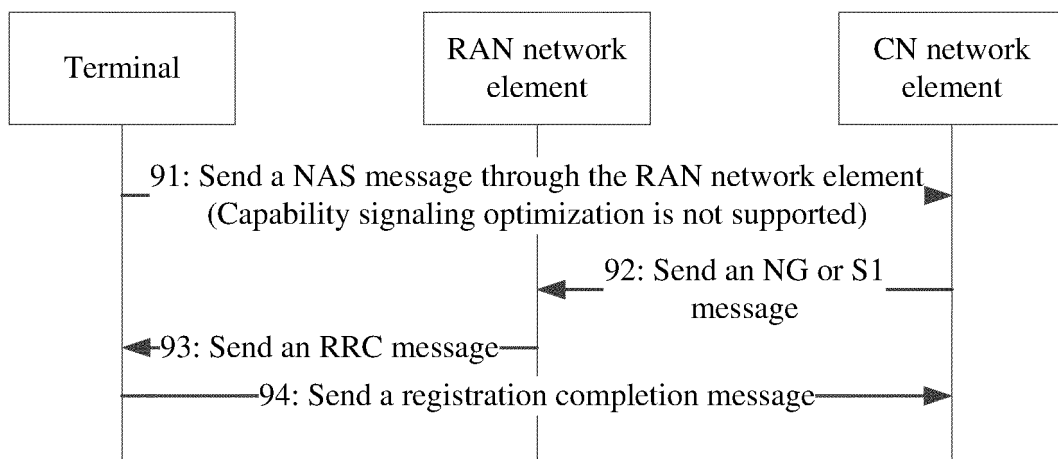 Terminal
RAN network
element
CN network
element
91: Send a NAS message through the RAN network element
(Capability signaling optimization is not supported)
92: Send an NG or S1
message
93: Send an RRC message
94: Send a registration completion message